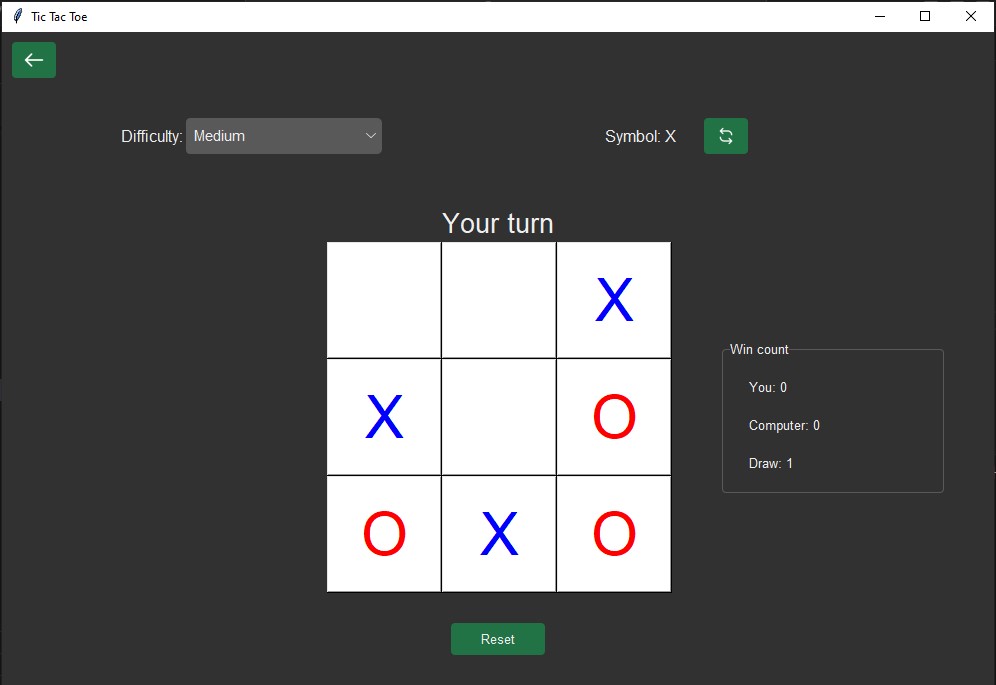 Tic Tac Toe
Difficulty: Medium
Symbol: X
Your turn
X
X O
O X O
Win count
You: 0
Computer: 0
Draw: 1
Reset